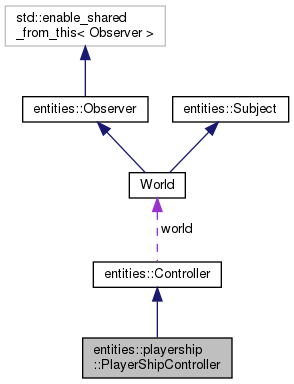 std::enable_shared
_from_this< Observer >
entities::Observer
entities::Subject
World
world
entities::Controller
entities::playership
::PlayerShipController